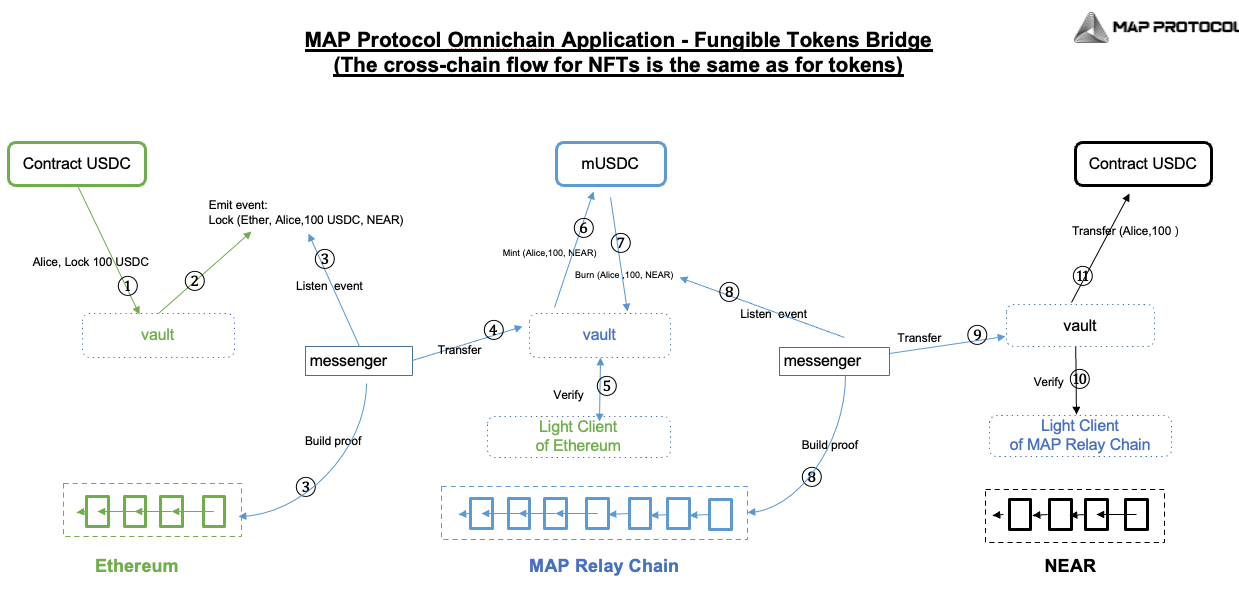 MAP PROTOCOL
MAP Protocol Omnichain Application - Fungible Tokens Bridge
(The cross-chain flow for NFTs is the same as for tokens)
Contract USDC
mUSDC
Contract USDC
Emit event:
Lock (Ether, Alice,100 USDC, NEAR)
Alice, Lock 100 USDC
1
2
3
Listen event
vault
messenger
4
Transfer
3
Build proof
6
7
Mint (Alice,100, NEAR)
Burn (Alice ,100, NEAR)
vault
5
Verify
Light Client
of Ethereum
8
Listen event
messenger
9
Transfer
8
Build proof
Transfer (Alice,100 )
11
vault
10
Verify
Light Client
of MAP Relay Chain
Ethereum
MAP Relay Chain
NEAR